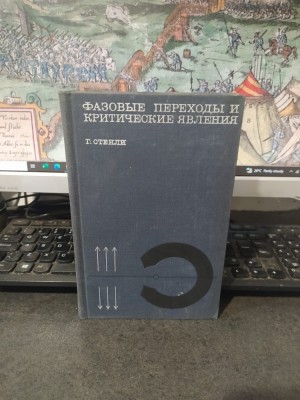 ФАЗОВЫЕ ПЕРЕХОДЫ И
КРИТИЧЕСКИЕ ЯВЛЕНИЯ
Г. СТЕНЛИ